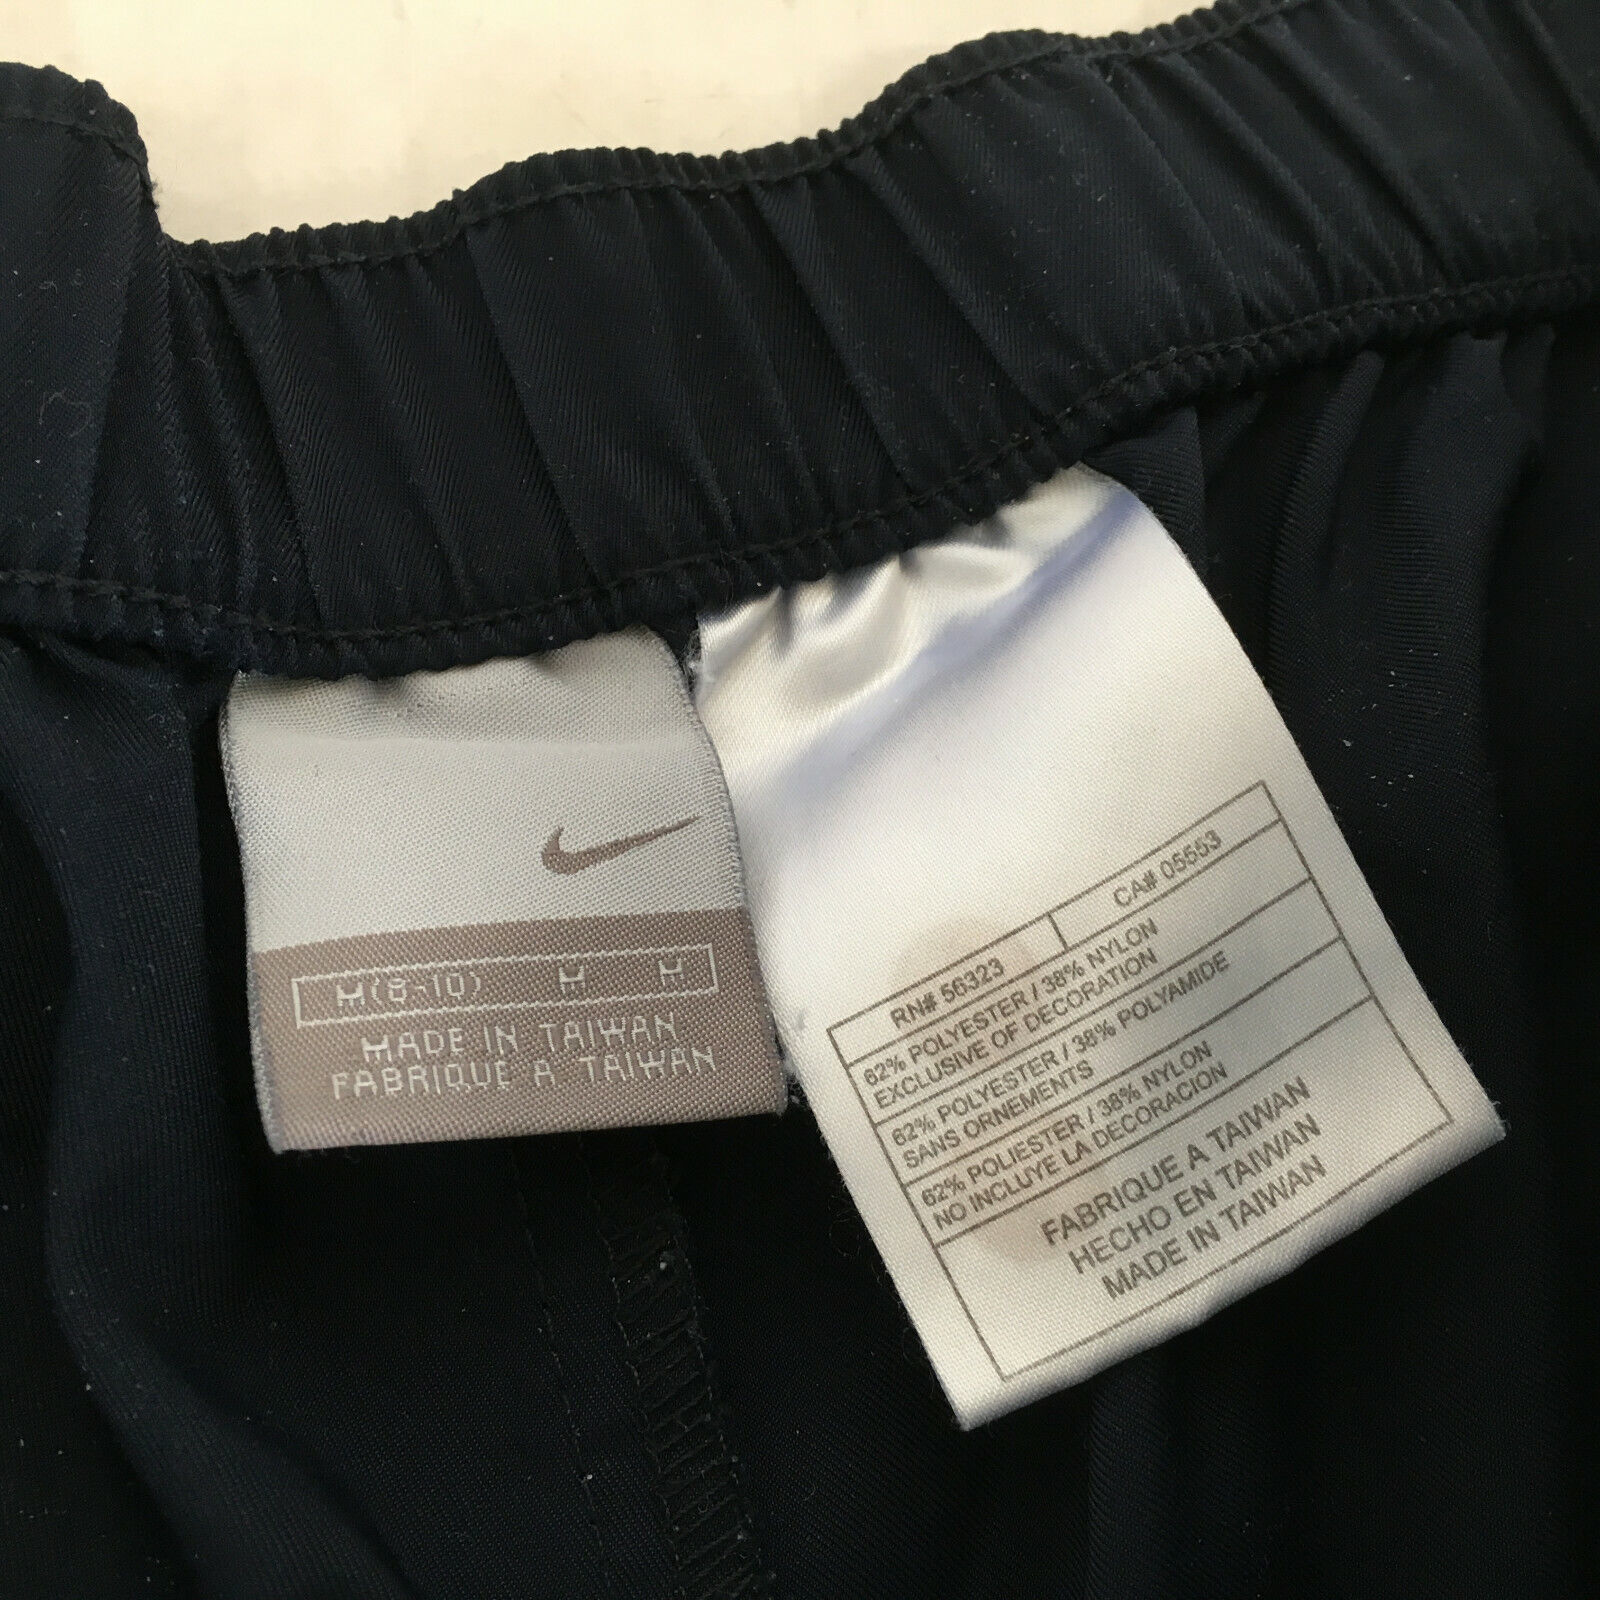 M(8-10) M M
MADE IN TAIWAN
FABRIQUE A TAIWAN
RN# 56323 CA# 05553
62% POLYESTER / 38% NYLON
EXCLUSIVE OF DECORATION
62% POLYESTER / 38% POLYAMIDE
SANS ORNEMENTS
62% POLIESTER / 38% NYLON
NO INCLUYE LA DECORACION
FABRIQUE A TAIWAN
HECHO EN TAIWAN
MADE IN TAIWAN